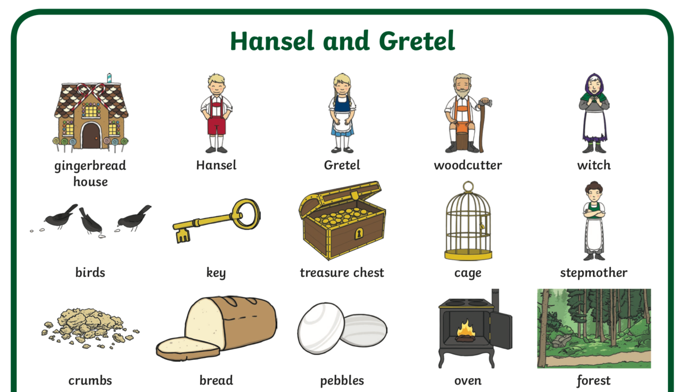 Hansel and Gretel
gingerbread
house
Hansel
Gretel
woodcutter
witch
birds
key
treasure chest
cage
stepmother
crumbs
bread
pebbles
oven
forest